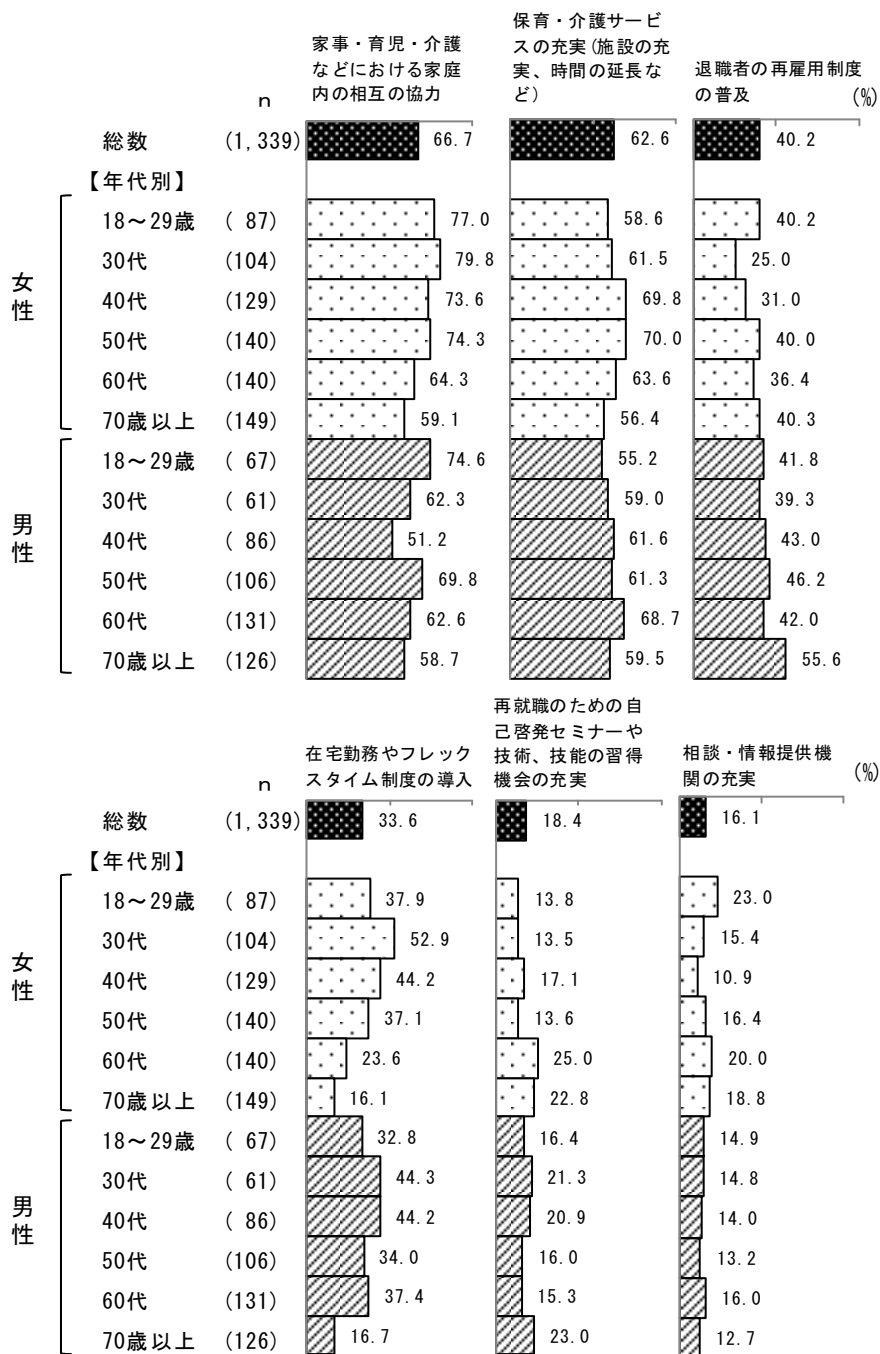 家事・育児・介護
などにおける家庭
内の相互の協力
保育・介護サービ
スの充実(施設の充
実、時間の延長な
ど)
退職者の再雇用制度
の普及
n
(%)
総数 (1,339) 66.7 62.6 40.2
【年代別】
女性
18～29歳 ( 87) 77.0 58.6 40.2
30代 (104) 79.8 61.5 25.0
40代 (129) 73.6 69.8 31.0
50代 (140) 74.3 70.0 40.0
60代 (140) 64.3 63.6 36.4
70歳以上 (149) 59.1 56.4 40.3
男性
18～29歳 ( 67) 74.6 55.2 41.8
30代 ( 61) 62.3 59.0 39.3
40代 ( 86) 51.2 61.6 43.0
50代 (106) 69.8 61.3 46.2
60代 (131) 62.6 68.7 42.0
70歳以上 (126) 58.7 59.5 55.6
在宅勤務やフレック
スタイム制度の導入
再就職のための自
己啓発セミナーや
技術、技能の習得
機会の充実
相談・情報提供機
関の充実
n
(%)
総数 (1,339) 33.6 18.4 16.1
【年代別】
女性
18～29歳 ( 87) 37.9 13.8 23.0
30代 (104) 52.9 13.5 15.4
40代 (129) 44.2 17.1 10.9
50代 (140) 37.1 13.6 16.4
60代 (140) 23.6 25.0 20.0
70歳以上 (149) 16.1 22.8 18.8
男性
18～29歳 ( 67) 32.8 16.4 14.9
30代 ( 61) 44.3 21.3 14.8
40代 ( 86) 44.2 20.9 14.0
50代 (106) 34.0 16.0 13.2
60代 (131) 37.4 15.3 16.0
70歳以上 (126) 16.7 23.0 12.7